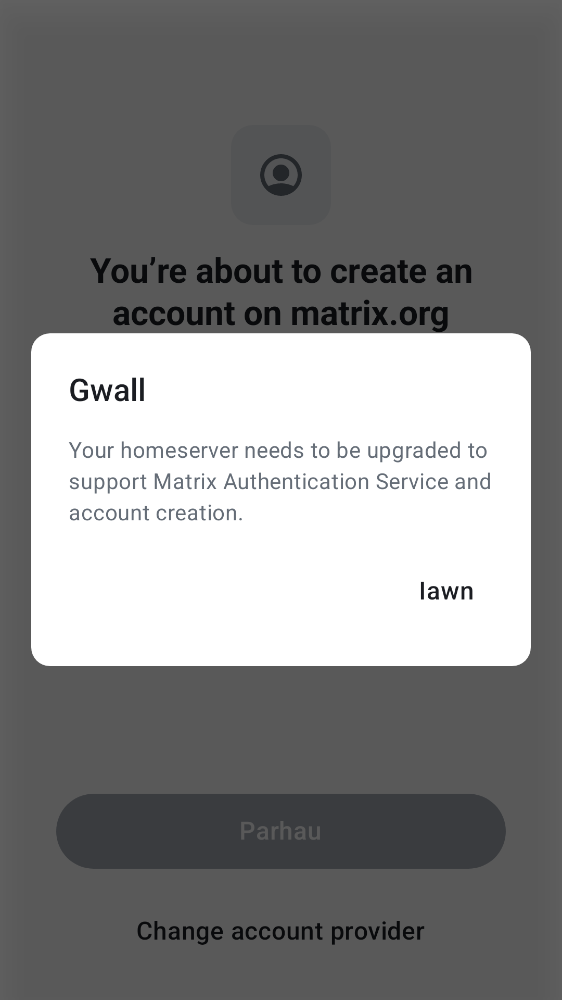 You’re about to create an
account on matrix.org
Gwall
Your homeserver needs to be upgraded to
support Matrix Authentication Service and
account creation.
Iawn
Parhau
Change account provider